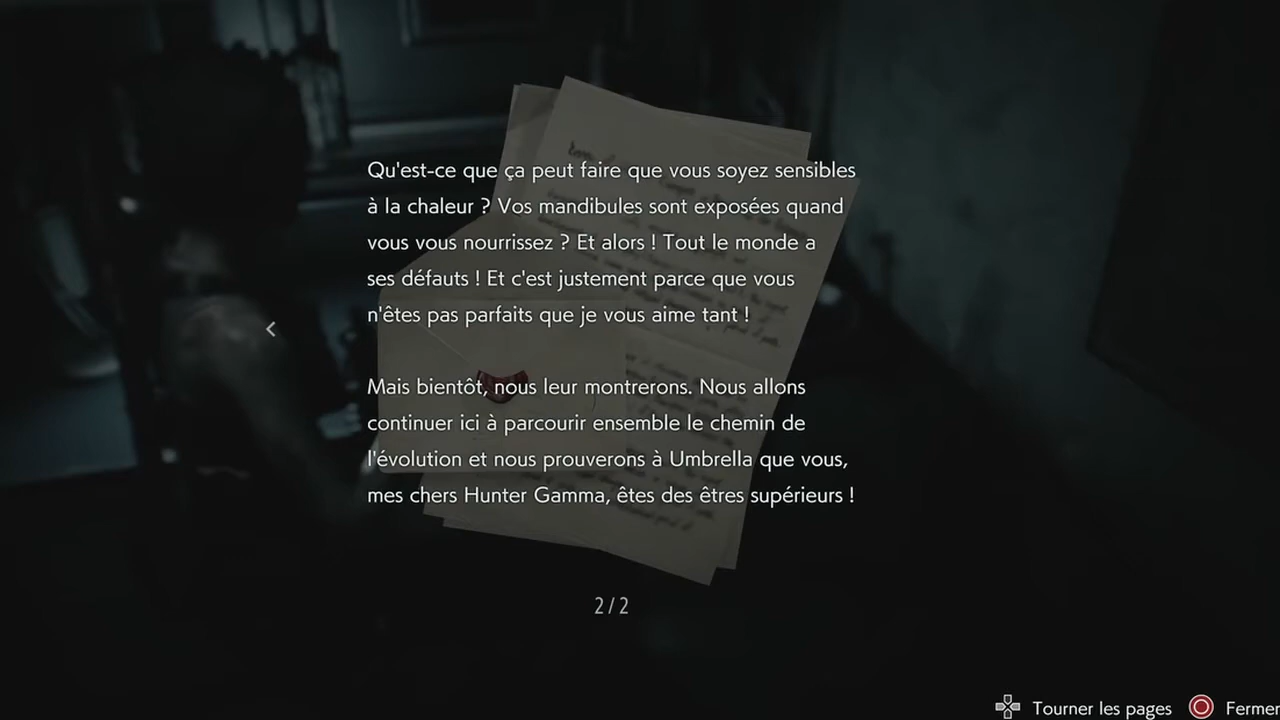 Qu'est-ce que ça peut faire que vous soyez sensibles
à la chaleur ? Vos mandibules sont exposées quand
vous vous nourrissez ? Et alors ! Tout le monde a
ses défauts ! Et c'est justement parce que vous
n'êtes pas parfaits que je vous aime tant !
Mais bientôt, nous leur montrerons. Nous allons
continuer ici à parcourir ensemble le chemin de
l'évolution et nous prouverons à Umbrella que vous,
mes chers Hunter Gamma, êtes des êtres supérieurs !
2 / 2
Tourner les pages Fermer